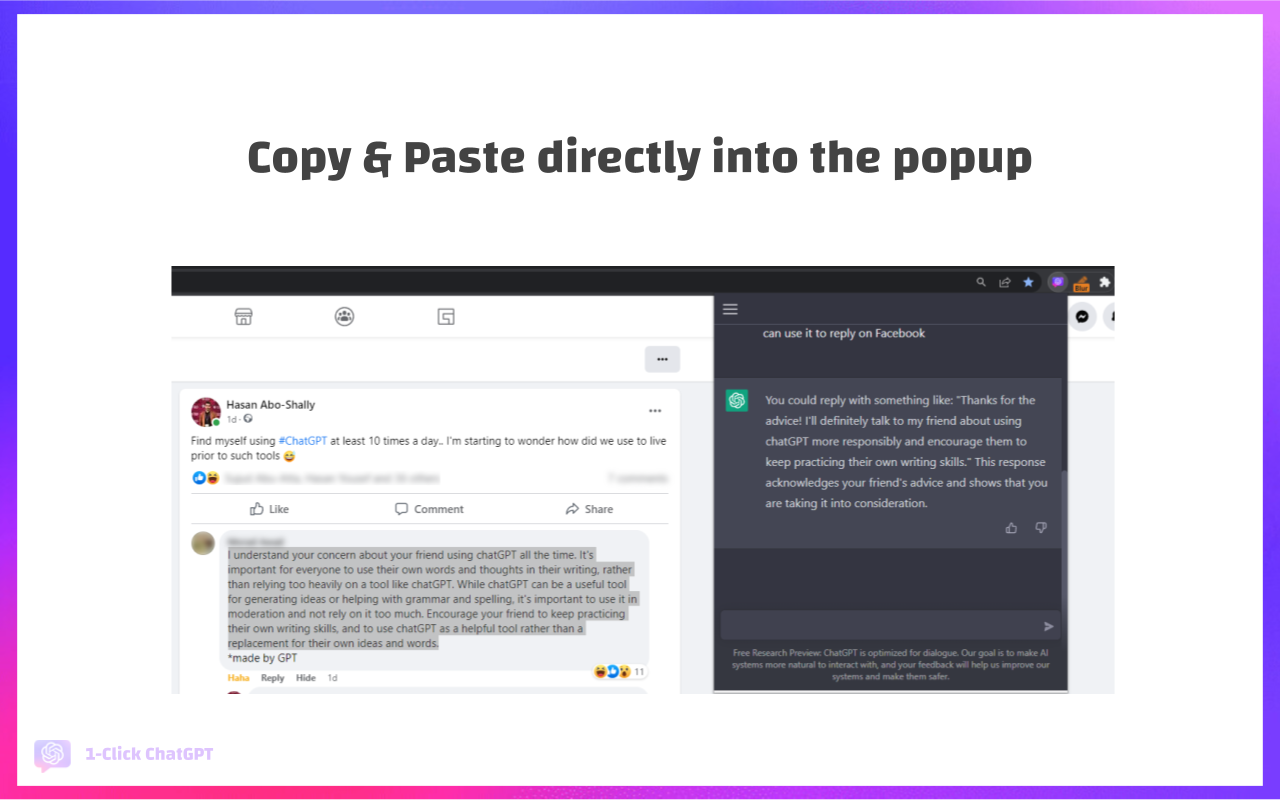 Copy & Paste directly into the popup
Blur
can use it to reply on Facebook
Hasan Abo-Shally
1d ·
Find myself using #ChatGPT at least 10 times a day.. I'm starting to wonder how did we use to live
prior to such tools
Like Comment Share
I understand your concern about your friend using chatGPT all the time. It's
important for everyone to use their own words and thoughts in their writing, rather
than relying too heavily on a tool like chatGPT. While chatGPT can be a useful tool
for generating ideas or helping with grammar and spelling, it's important to use it in
moderation and not rely on it too much. Encourage your friend to keep practicing
their own writing skills, and to use chatGPT as a helpful tool rather than a
replacement for their own ideas and words.
*made by GPT
11
Haha Reply Hide 1d
You could reply with something like: "Thanks for the
advice! I'll definitely talk to my friend about using
chatGPT more responsibly and encourage them to
keep practicing their own writing skills." This response
acknowledges your friend's advice and shows that you
are taking it into consideration.
Free Research Preview: ChatGPT is optimized for dialogue. Our goal is to make AI
systems more natural to interact with, and your feedback will help us improve our
systems and make them safer.
1-Click ChatGPT